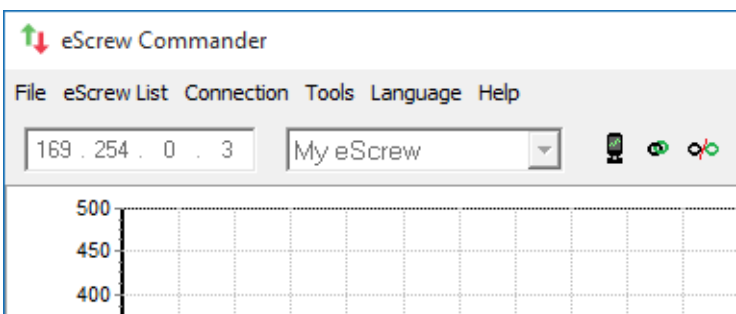 eScrew Commander
File eScrew List Connection Tools Language Help
169 . 254 . 0 . 3 My eScrew
500
450
400